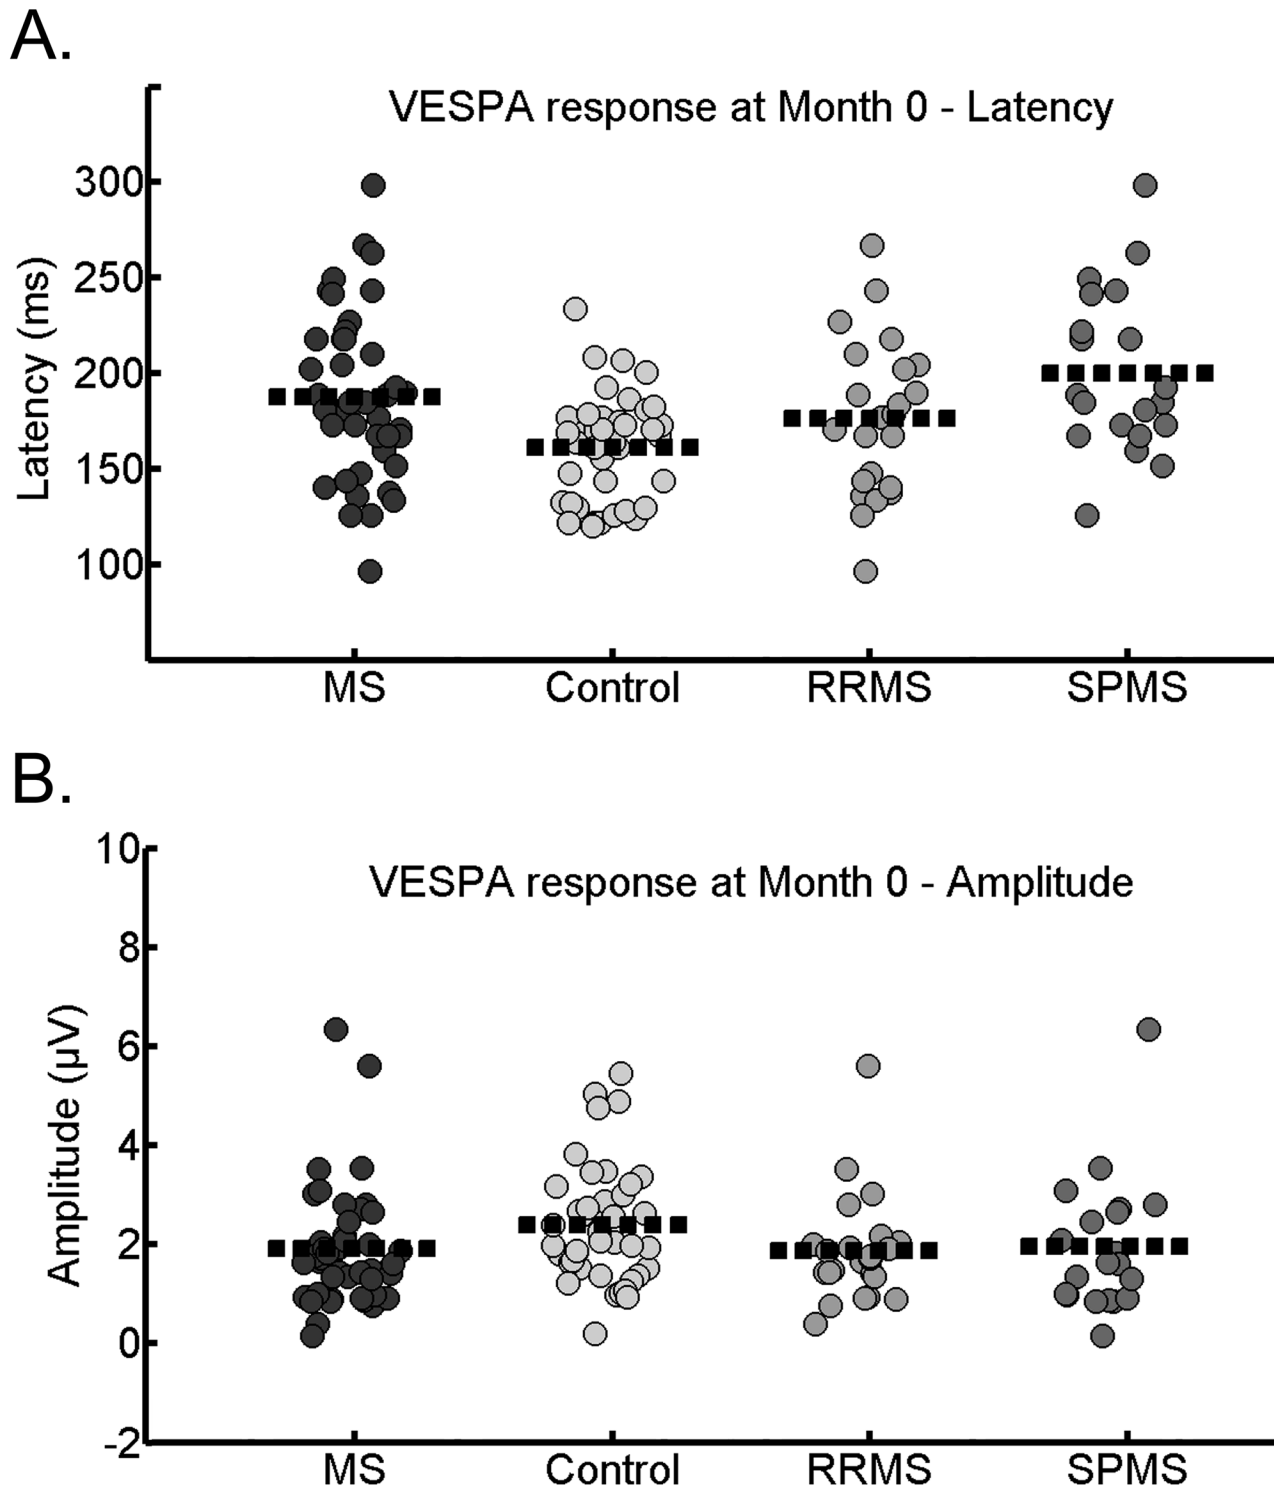 A.
VESPA response at Month 0 - Latency
Latency (ms)
300
250
200
150
100
MS Control RRMS SPMS
B.
VESPA response at Month 0 - Amplitude
Amplitude (μV)
10
8
6
4
2
0
-2
MS Control RRMS SPMS